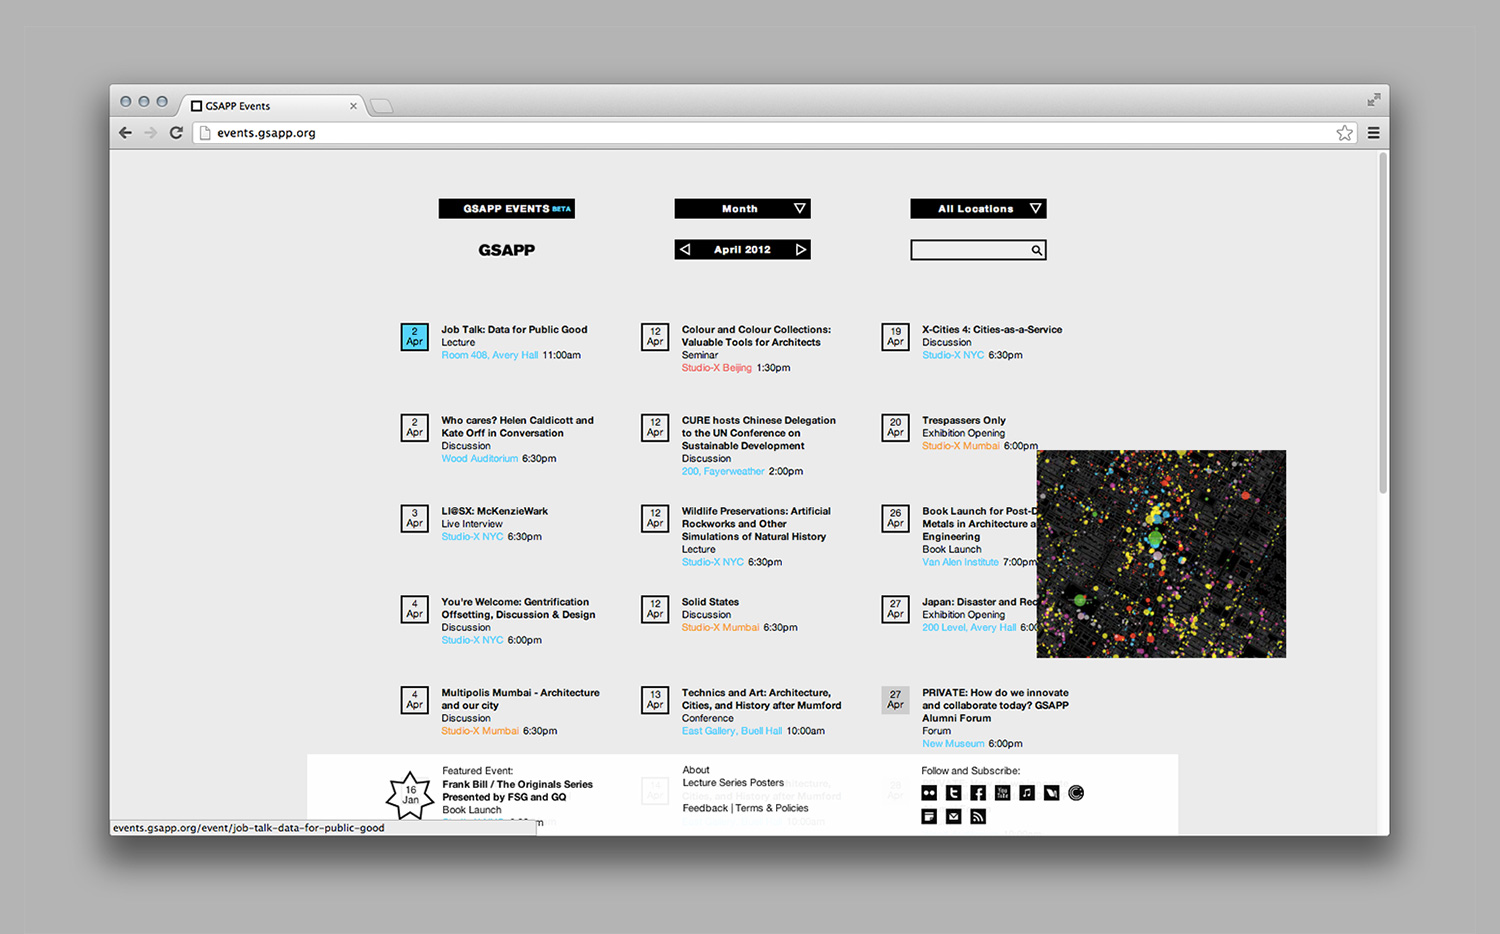 GSAPP Events
events.gsapp.org
GSAPP EVENTS BETA
Month
All Locations
GSAPP
April 2012
2
Apr
Job Talk: Data for Public Good
Lecture
Room 408, Avery Hall 11:00am
2
Apr
Who cares? Helen Caldicott and
Kate Orff in Conversation
Discussion
Wood Auditorium 6:30pm
3
Apr
LI@SX: McKenzieWark
Live Interview
Studio-X NYC 6:30pm
4
Apr
You're Welcome: Gentrification
Offsetting, Discussion & Design
Discussion
Studio-X NYC 6:00pm
4
Apr
Multipolis Mumbai - Architecture
and our city
Discussion
Studio-X Mumbai 6:30pm
12
Apr
Colour and Colour Collections:
Valuable Tools for Architects
Seminar
Studio-X Beijing 1:30pm
12
Apr
CURE hosts Chinese Delegation
to the UN Conference on
Sustainable Development
Discussion
200, Fayerweather 2:00pm
12
Apr
Wildlife Preservations: Artificial
Rockworks and Other
Simulations of Natural History
Lecture
Studio-X NYC 6:30pm
12
Apr
Solid States
Discussion
Studio-X Mumbai 6:30pm
13
Apr
Technics and Art: Architecture,
Cities, and History after Mumford
Conference
East Gallery, Buell Hall 10:00am
19
Apr
X-Cities 4: Cities-as-a-Service
Discussion
Studio-X NYC 6:30pm
20
Apr
Trespassers Only
Exhibition Opening
Studio-X Mumbai 6:00pm
26
Apr
Book Launch for Post-D
Metals in Architecture a
Engineering
Book Launch
Van Alen Institute 7:00pm
27
Apr
Japan: Disaster and Rec
Exhibition Opening
200 Level, Avery Hall 6:00
27
Apr
PRIVATE: How do we innovate
and collaborate today? GSAPP
Alumni Forum
Forum
New Museum 6:00pm
16
Jan
Featured Event:
Frank Bill / The Originals Series
Presented by FSG and GQ
Book Launch
About
Lecture Series Posters
Feedback | Terms & Policies
14
Apr
Cities, and History after Mumford
Follow and Subscribe:
You
Tube
28
Apr
events.gsapp.org/event/job-talk-data-for-public-good